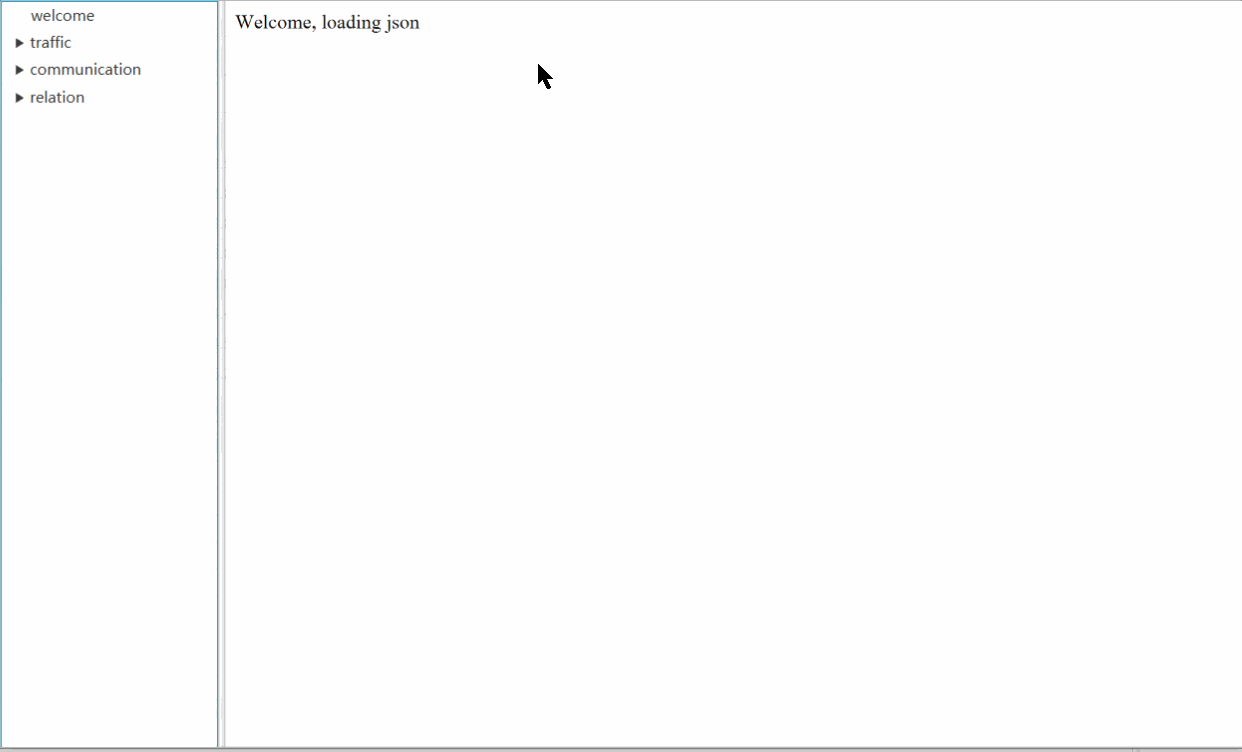 welcome
traffic
communication
relation
Welcome, loading json